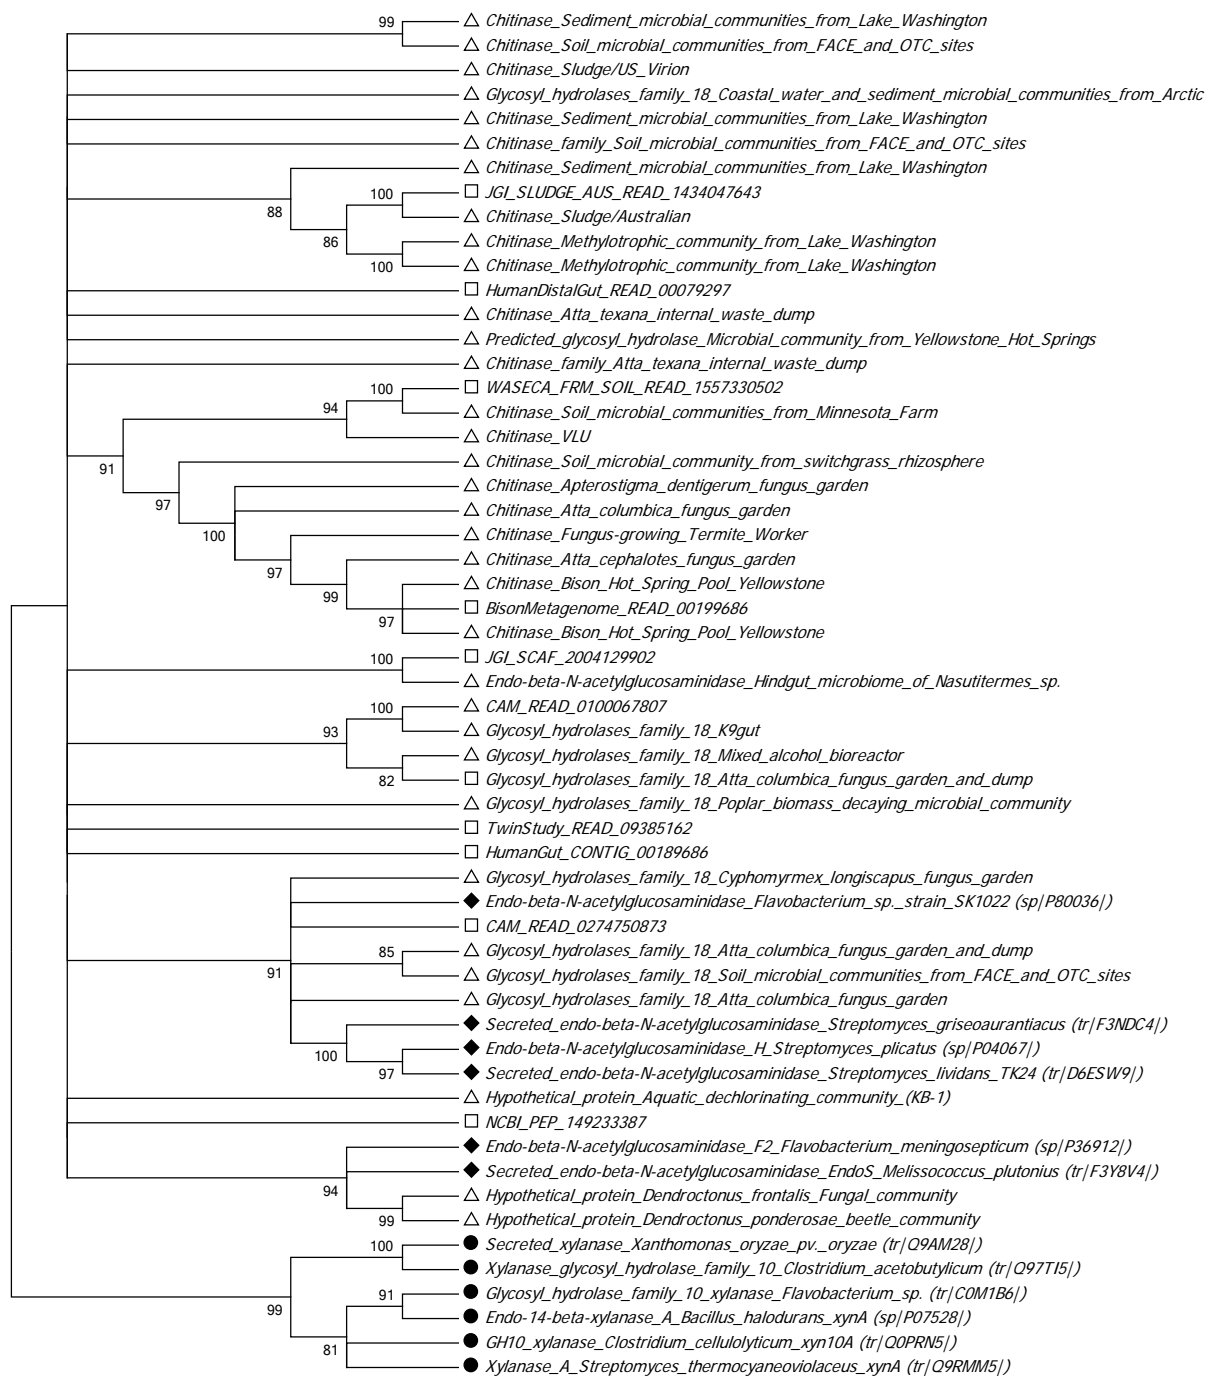 99
Chitinase_Sediment_microbial_communities_from_Lake_Washington
Chitinase_Soil_microbial_communities_from_FACE_and_OTC_sites
Chitinase_Sludge/US_Virion
Glycosyl_hydrolases_family_18_Coastal_water_and_sediment_microbial_communities_from_Arctic
Chitinase_Sediment_microbial_communities_from_Lake_Washington
Chitinase_family_Soil_microbial_communities_from_FACE_and_OTC_sites
Chitinase_Sediment_microbial_communities_from_Lake_Washington
100 JGI_SLUDGE_AUS_READ_1434047643
88
Chitinase_Sludge/Australian
86 Chitinase_Methylotrophic_community_from_Lake_Washington
100 Chitinase_Methylotrophic_community_from_Lake_Washington
HumanDistalGut_READ_00079297
Chitinase_Atta_texana_internal_waste_dump
Predicted_glycosyl_hydrolase_Microbial_community_from_Yellowstone_Hot_Springs
Chitinase_family_Atta_texana_internal_waste_dump
100 WASECA_FRM_SOIL_READ_1557330502
94 Chitinase_Soil_microbial_communities_from_Minnesota_Farm
Chitinase_VLU
91 Chitinase_Soil_microbial_community_from_switchgrass_rhizosphere
Chitinase_Apterostigma_dentigerum_fungus_garden
97
Chitinase_Atta_columbica_fungus_garden
100 Chitinase_Fungus-growing_Termite_Worker
Chitinase_Atta_cephalotes_fungus_garden
97
Chitinase_Bison_Hot_Spring_Pool_Yellowstone
99
BisonMetagenome_READ_00199686
97
Chitinase_Bison_Hot_Spring_Pool_Yellowstone
100 JGI_SCAF_2004129902
Endo-beta-N-acetylglucosaminidase_Hindgut_microbiome_of_Nasutitermes_sp.
100 CAM_READ_0100067807
93 Glycosyl_hydrolases_family_18_K9gut
Glycosyl_hydrolases_family_18_Mixed_alcohol_bioreactor
82 Glycosyl_hydrolases_family_18_Atta_columbica_fungus_garden_and_dump
Glycosyl_hydrolases_family_18_Poplar_biomass_decaying_microbial_community
TwinStudy_READ_09385162
HumanGut_CONTIG_00189686
Glycosyl_hydrolases_family_18_Cyphomyrmex_longiscapus_fungus_garden
Endo-beta-N-acetylglucosaminidase_Flavobacterium_sp._strain_SK1022 (sp|P80036|)
CAM_READ_0274750873
85 Glycosyl_hydrolases_family_18_Atta_columbica_fungus_garden_and_dump
91 Glycosyl_hydrolases_family_18_Soil_microbial_communities_from_FACE_and_OTC_sites
Glycosyl_hydrolases_family_18_Atta_columbica_fungus_garden
Secreted_endo-beta-N-acetylglucosaminidase_Streptomyces_griseoaurantiacus (tr|F3NDC4|)
100 Endo-beta-N-acetylglucosaminidase_H_Streptomyces_plicatus (sp|P04067|)
97 Secreted_endo-beta-N-acetylglucosaminidase_Streptomyces_lividans_TK24 (tr|D6ESW9|)
Hypothetical_protein_Aquatic_dechlorinating_community_(KB-1)
NCBI_PEP_149233387
Endo-beta-N-acetylglucosaminidase_F2_Flavobacterium_meningosepticum (sp|P36912|)
Secreted_endo-beta-N-acetylglucosaminidase_EndoS_Melissococcus_plutonius (tr|F3Y8V4|)
94 Hypothetical_protein_Dendroctonus_frontalis_Fungal_community
99 Hypothetical_protein_Dendroctonus_ponderosae_beetle_community
100 Secreted_xylanase_Xanthomonas_oryzae_pv._oryzae (tr|Q9AM28|)
Xylanase_glycosyl_hydrolase_family_10_Clostridium_acetobutylicum (tr|Q97TI5|)
91 Glycosyl_hydrolase_family_10_xylanase_Flavobacterium_sp. (tr|C0M1B6|)
99
Endo-14-beta-xylanase_A_Bacillus_halodurans_xynA (sp|P07528|)
81 GH10_xylanase_Clostridium_cellulolyticum_xyn10A (tr|Q0PRN5|)
Xylanase_A_Streptomyces_thermocyaneoviolaceus_xynA (tr|Q9RMM5|)